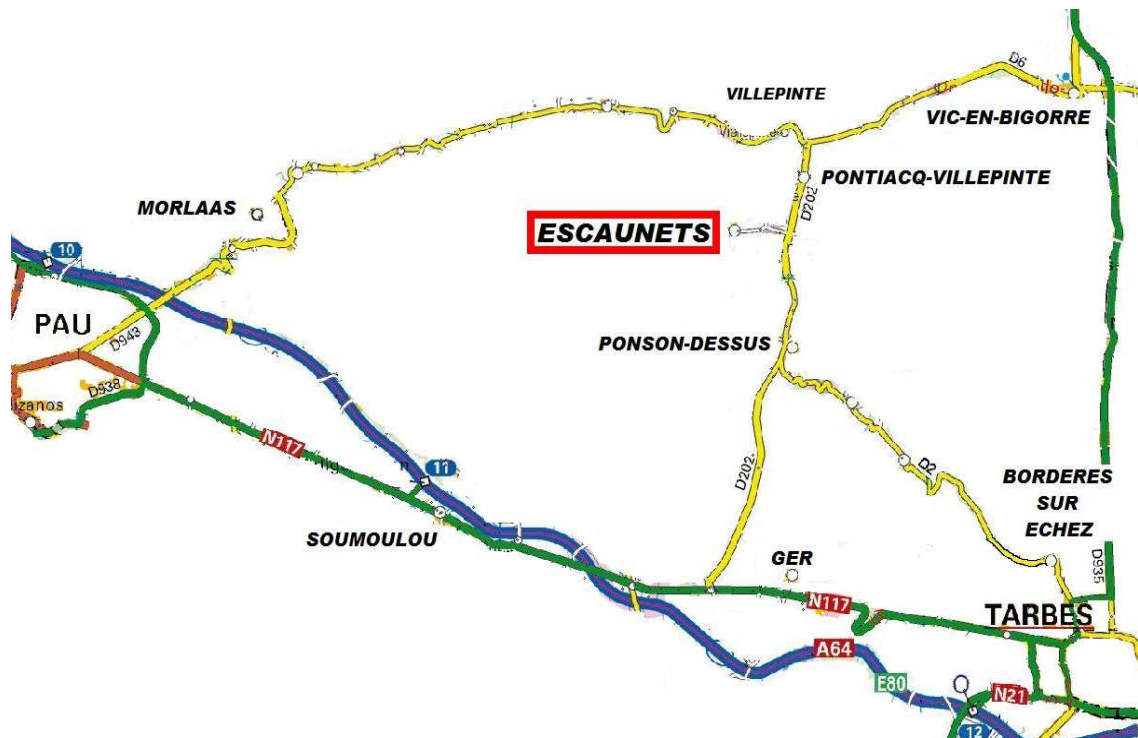 D6
VILLEPINTE
VIC-EN-BIGORRE
PONTIACQ-VILLEPINTE
D202
MORLAAS
ESCAUNETS
10
PAU
D943
PONSON-DESSUS
D938
izanos
N117
11
D202
D2
BORDERES
SUR
ECHEZ
SOUMOULOU
GER
D935
N117
TARBES
A64
E80
N21
12